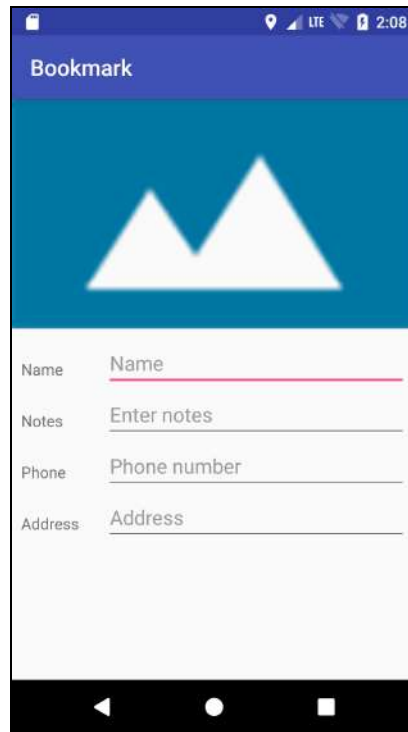 LTE 2:08
Bookmark
Name Name
Notes Enter notes
Phone Phone number
Address Address